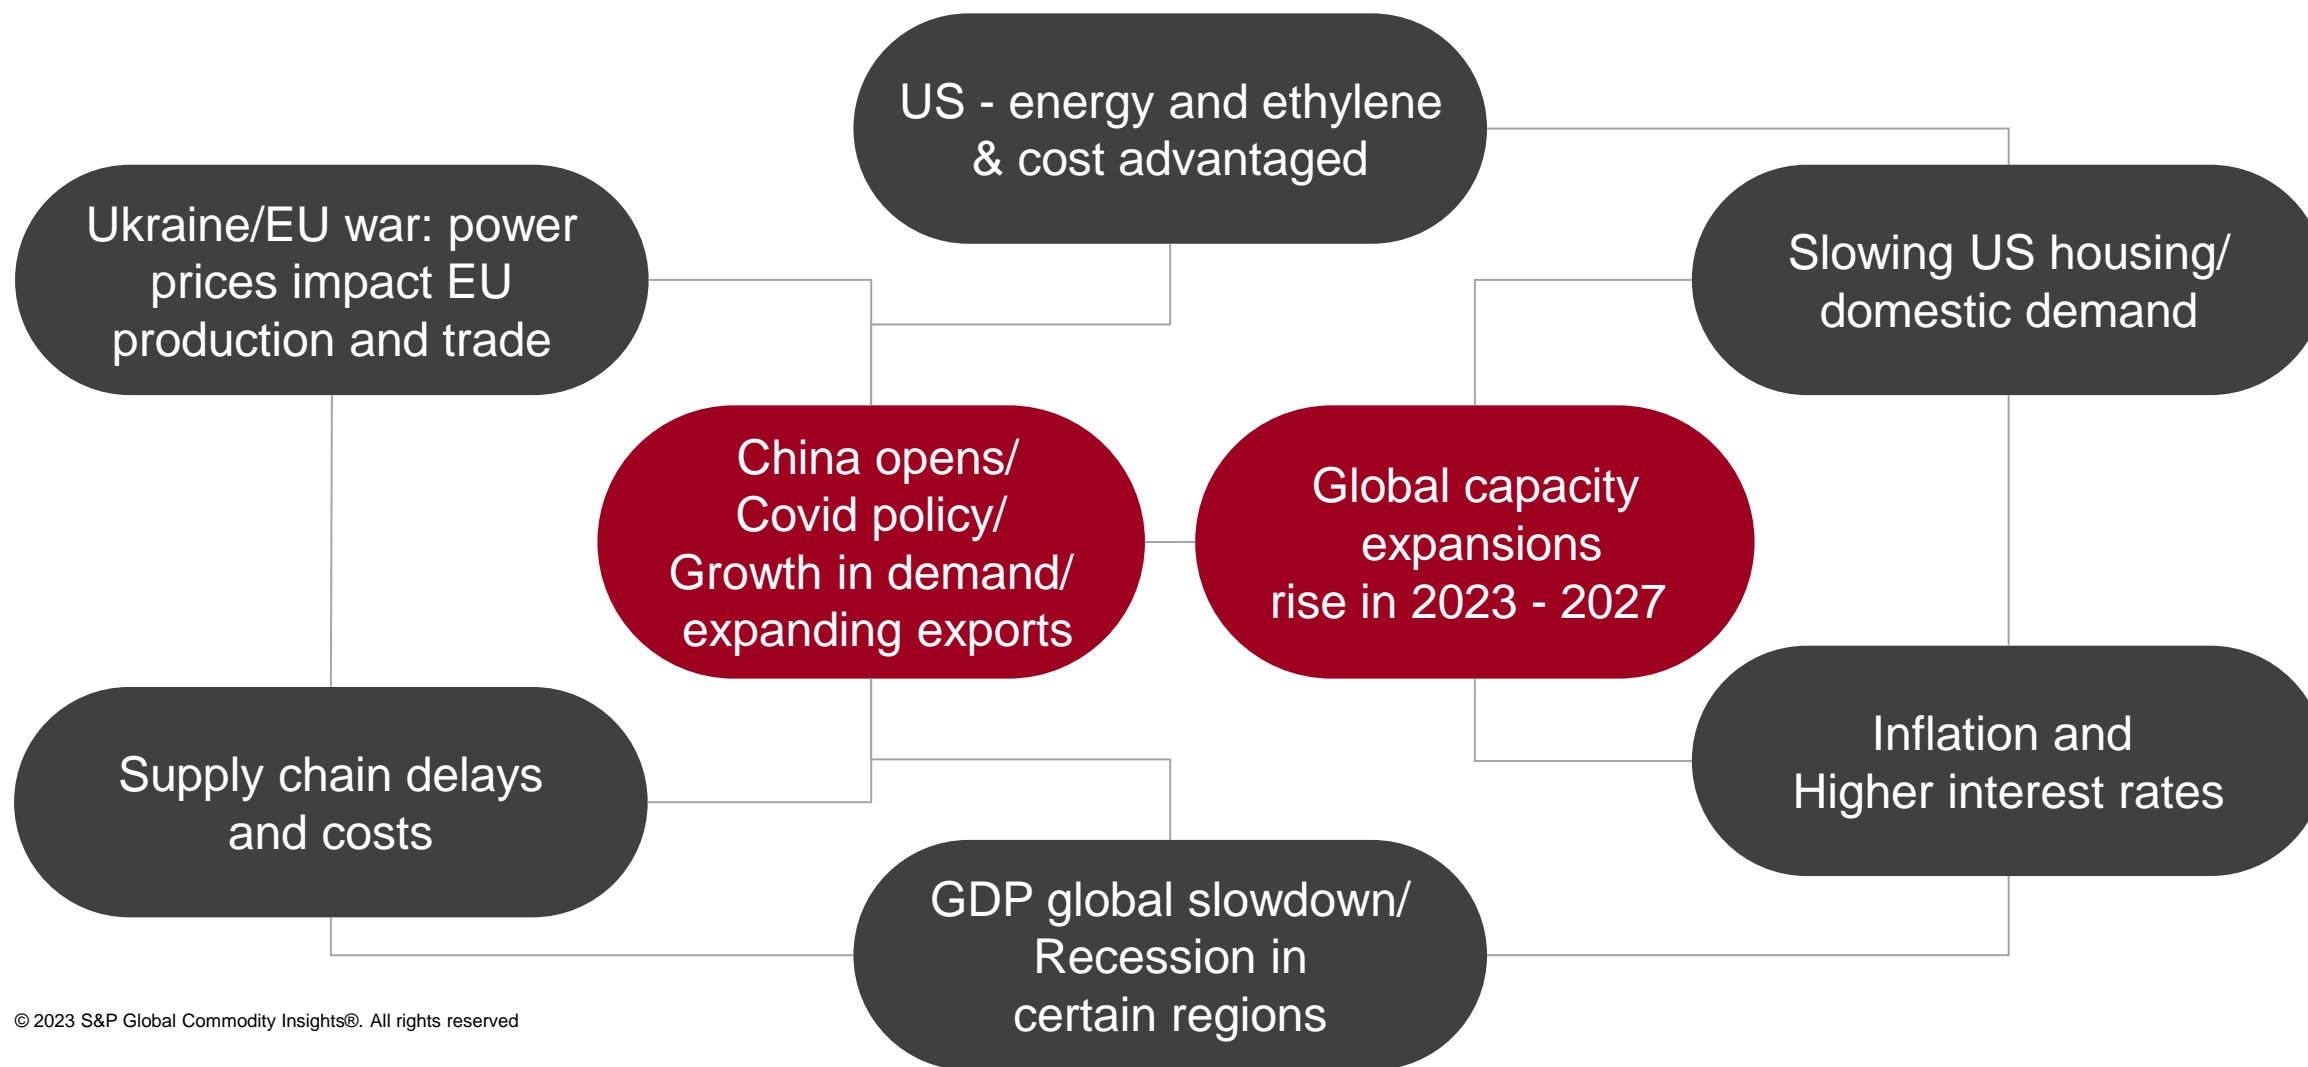 US - energy and ethylene
& cost advantaged
Ukraine/EU war: power
prices impact EU
production and trade
Slowing US housing/
domestic demand
China opens/
Covid policy/
Growth in demand/
expanding exports
Global capacity
expansions
rise in 2023 - 2027
Supply chain delays
and costs
Inflation and
Higher interest rates
GDP global slowdown/
Recession in
certain regions
© 2023 S&P Global Commodity Insights®. All rights reserved